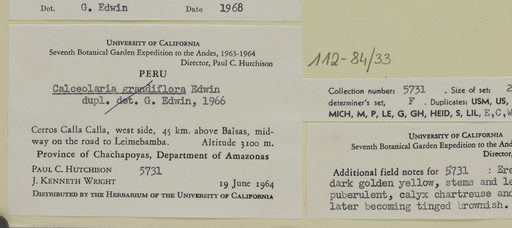 Det. G. Edwin Date 1968
UNIVERSITY OF CALIFORNIA
Seventh Botanical Garden Expedition to the Andes, 1963-1964
Director, Paul C. Hutchison
PERU
Calceolaria grandiflora Edwin
dupl. det. G. Edwin, 1966
Cerros Calla Calla, west side, 45 km. above Balsas, mid-
way on the road to Leimebamba. Altitude 3100 m.
Province of Chachapoyas, Department of Amazonas
PAUL C. HUTCHISON 5731
J. KENNETH WRIGHT 19 June 1964
DISTRIBUTED BY THE HERBARIUM OF THE UNIVERSITY OF CALIFORNIA
112-84/33
Collection number: 5731 . Size of set: 2
determiner's set, F . Duplicates: USM, US,
MICH, M, P, LE, G, GH, HEID, S, LIL, E,C,W
UNIVERSITY OF CALIFORNIA
Seventh Botanical Garden Expedition to the And
Director,
Additional field notes for 5731 : Ere
dark golden yellow, stems and le
puberulent, calyx chartreuse and
later becoming tinged brownish.